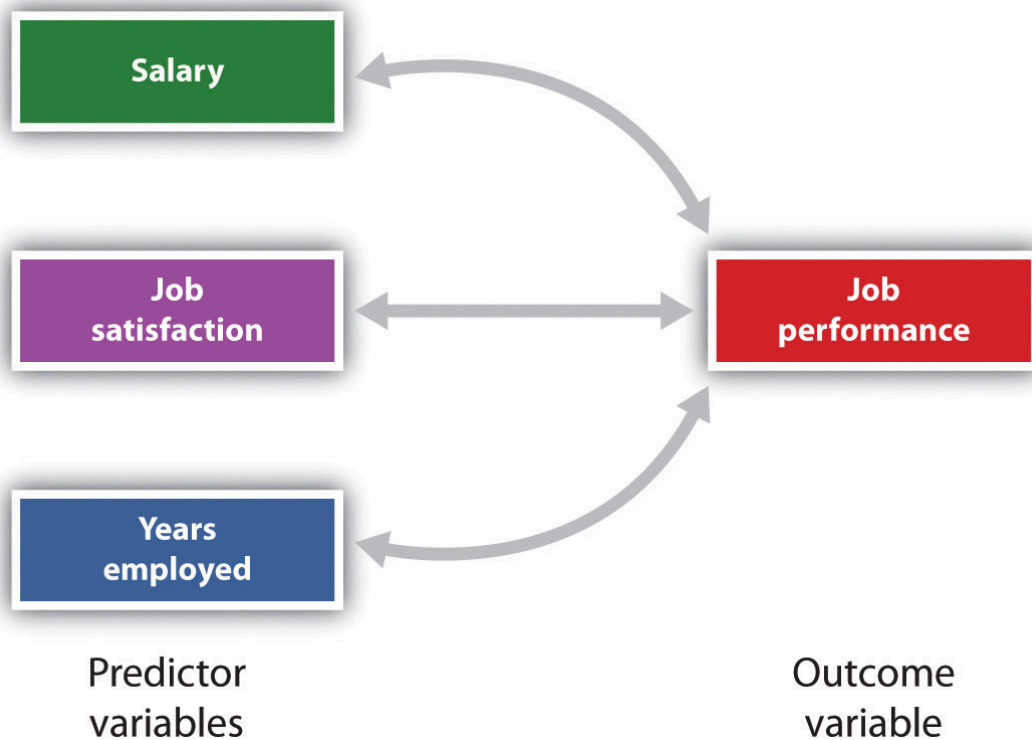 Salary
Job
satisfaction
Job
performance
Years
employed
Predictor
variables
Outcome
variable